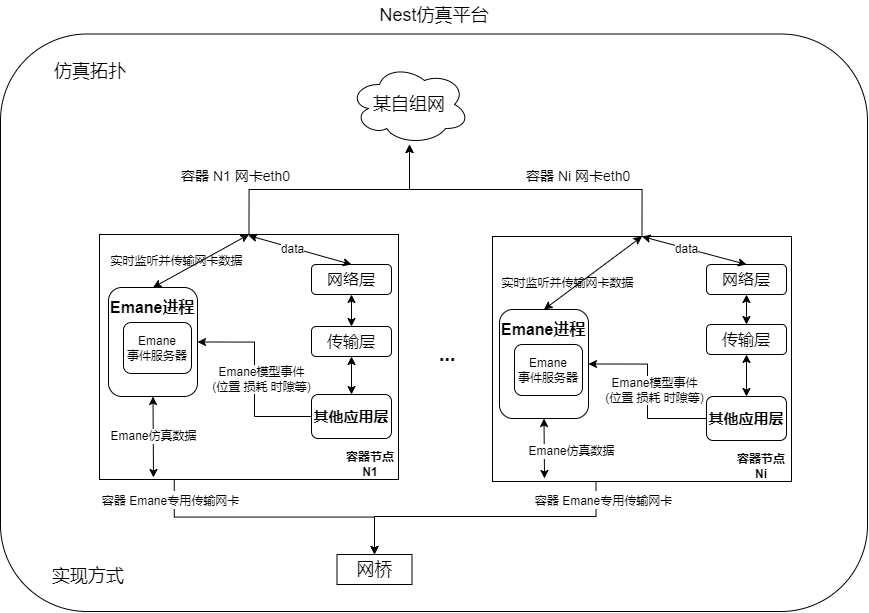 Nest仿真平台
仿真拓扑
某自组网
容器 N1 网卡eth0
容器 Ni 网卡eth0
data
实时监听并传输网卡数据
网络层
Emane进程
Emane
事件服务器
传输层
Emane模型事件
(位置 损耗 时隙等)
其他应用层
Emane仿真数据
容器节点
N1
容器 Emane专用传输网卡
...
data
实时监听并传输网卡数据
网络层
Emane进程
Emane
事件服务器
传输层
Emane模型事件
(位置 损耗 时隙等)
其他应用层
Emane仿真数据
容器节点
Ni
容器 Emane专用传输网卡
网桥
实现方式